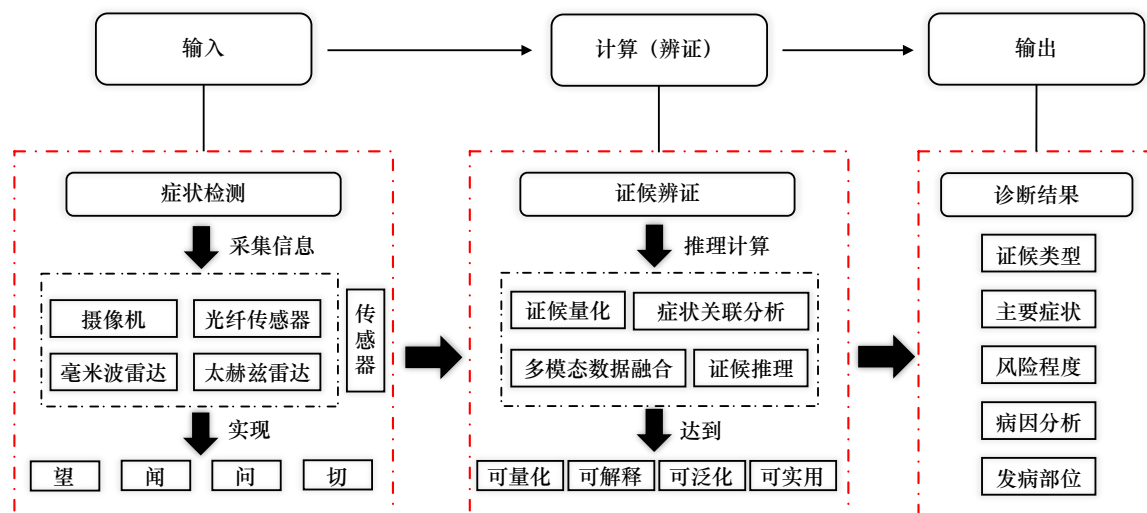 输入
计算（辨证）
输出
症状检测
采集信息
摄像机
光纤传感器
毫米波雷达
太赫兹雷达
传感器
实现
望
闻
问
切
证候辨证
推理计算
证候量化
症状关联分析
多模态数据融合
证候推理
达到
可量化
可解释
可泛化
可实用
诊断结果
证候类型
主要症状
风险程度
病因分析
发病部位